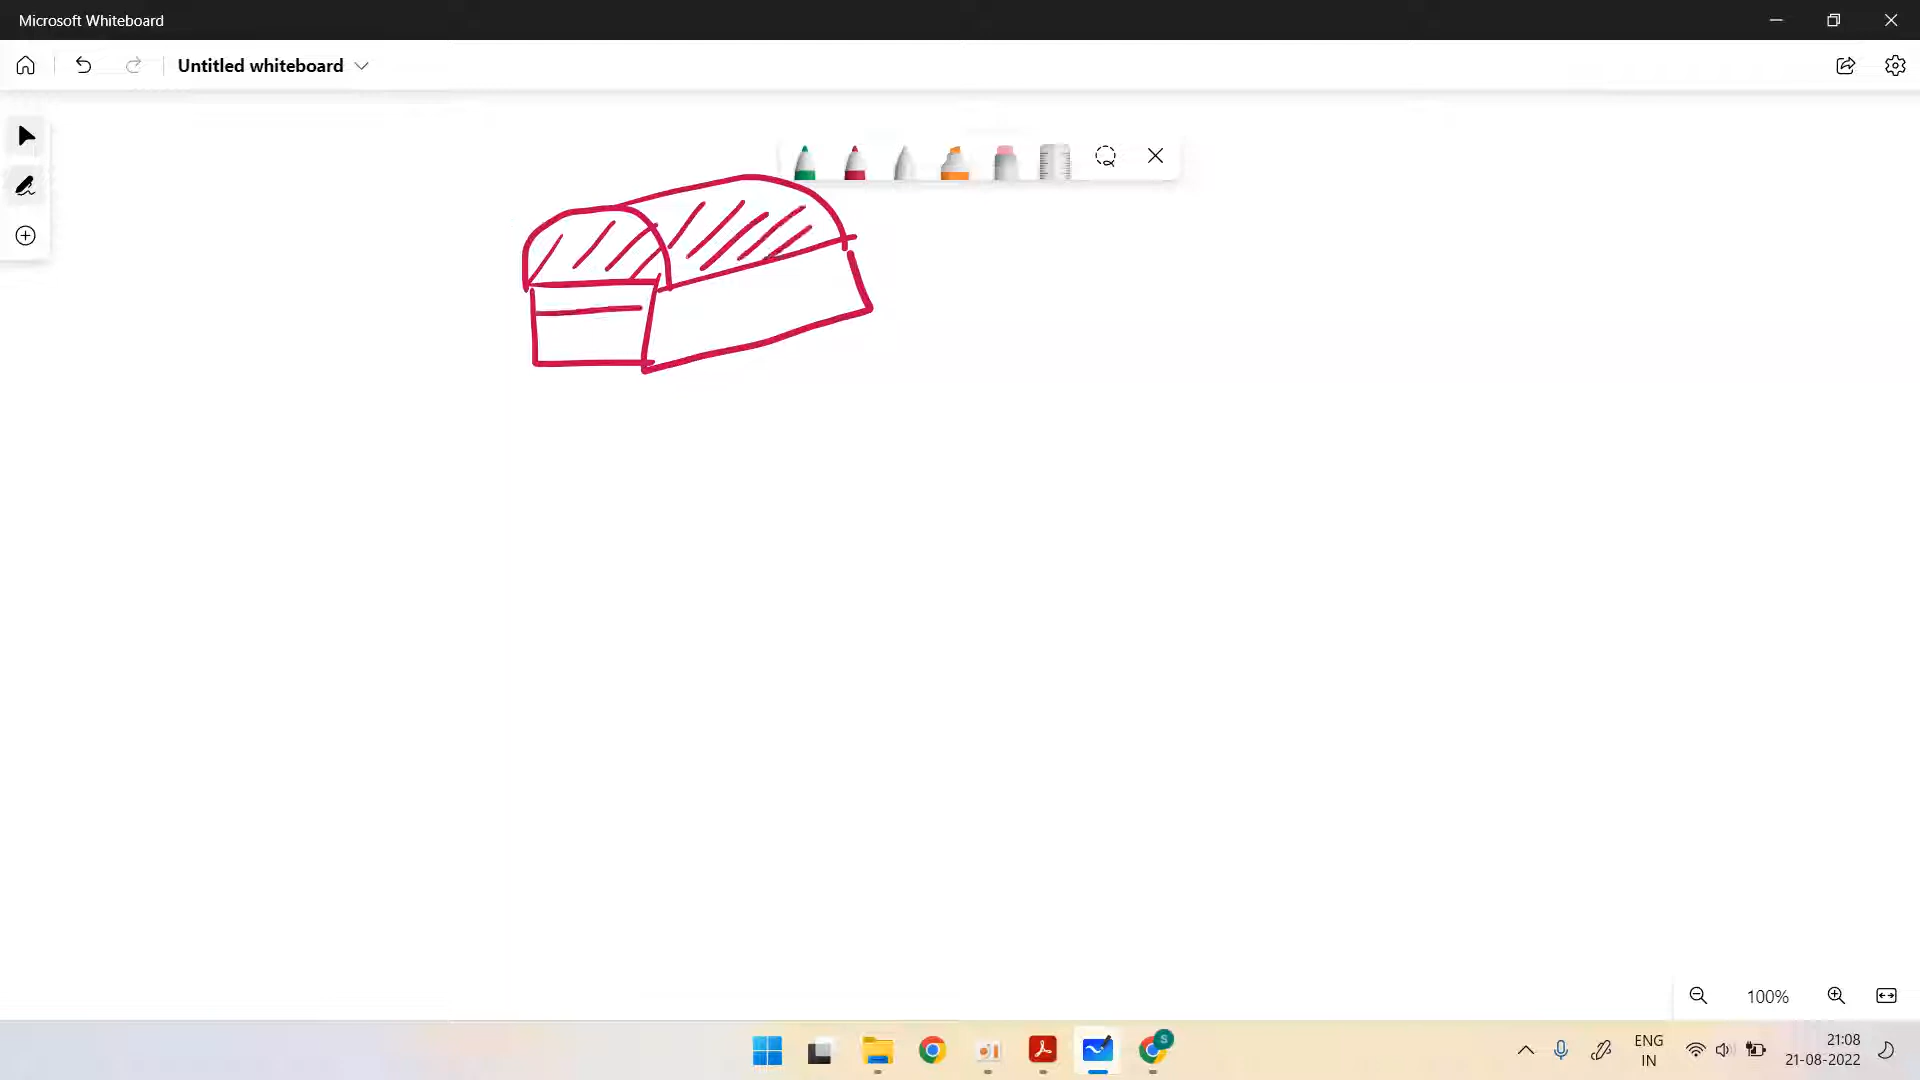 Microsoft Whiteboard
Untitled whiteboard
100%
S
ENG
IN
21:08
21-08-2022